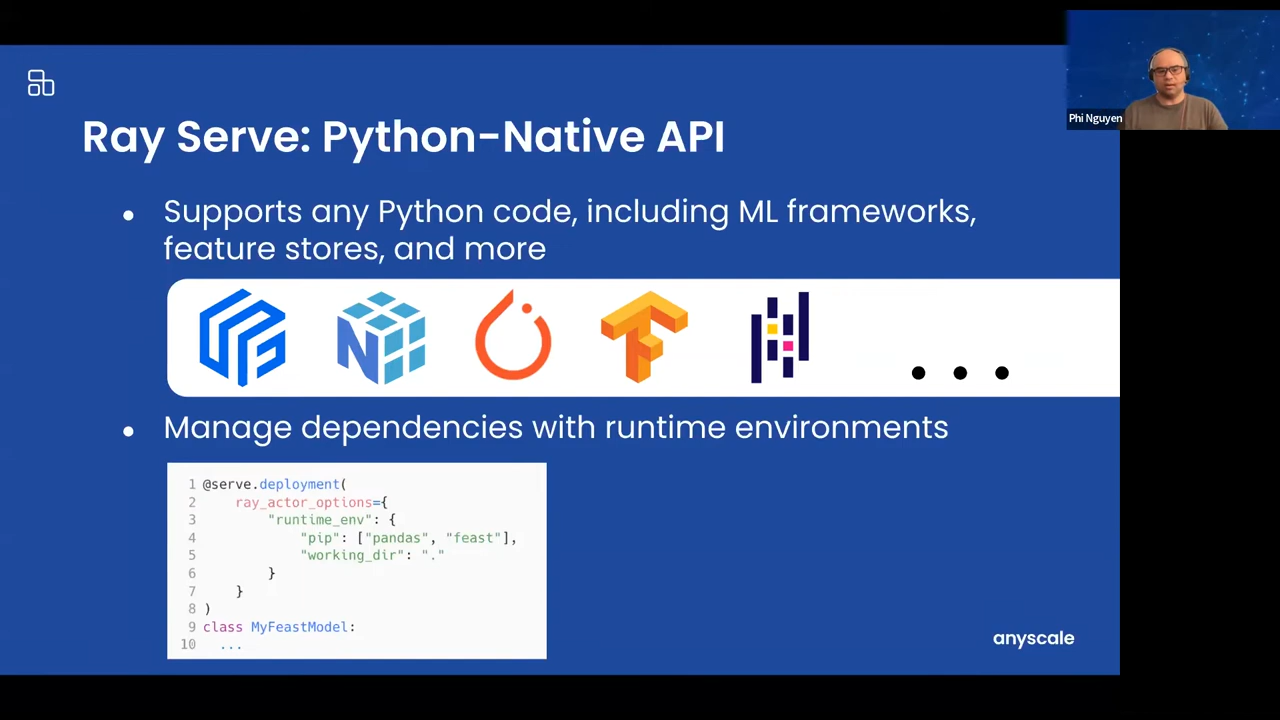 Phi Nguyen
Ray Serve: Python-Native API
• Supports any Python code, including ML frameworks,
feature stores, and more
• • •
• Manage dependencies with runtime environments
1 @serve.deployment(
2     ray_actor_options={
3         "runtime_env": {
4             "pip": ["pandas", "feast"],
5             "working_dir": "."
6         }
7     }
8 )
9 class MyFeastModel:
10   ...
anyscale